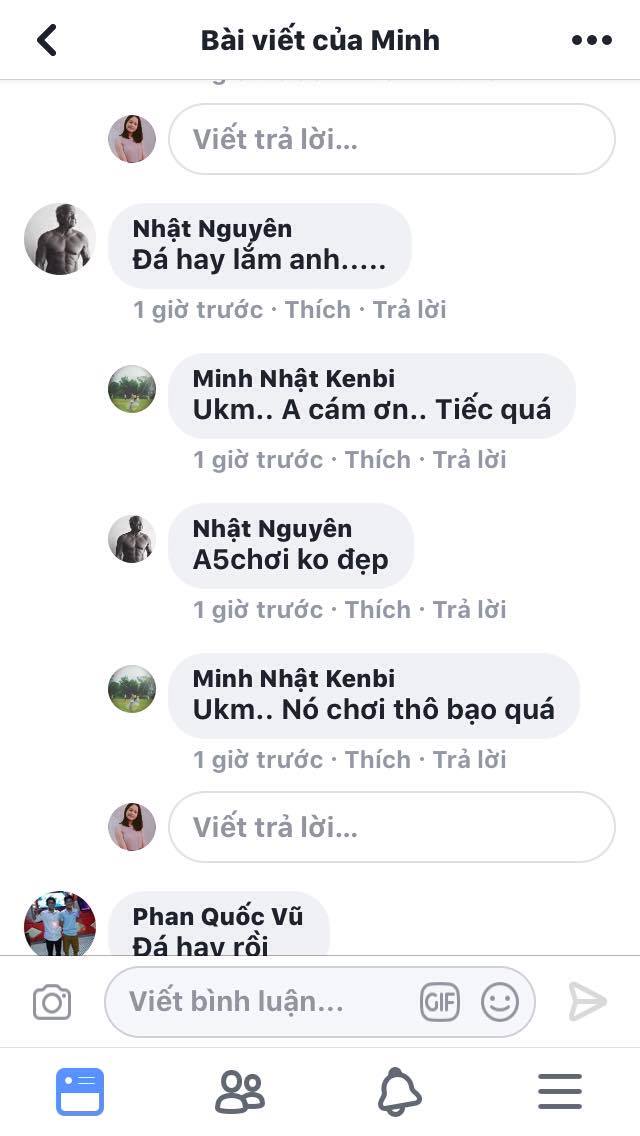 Bài viết của Minh
Viết trả lời...
Nhật Nguyên
Đá hay lắm anh.....
1 giờ trước · Thích · Trả lời
Minh Nhật Kenbi
Ukm.. A cám ơn.. Tiếc quá
1 giờ trước · Thích · Trả lời
Nhật Nguyên
A5chơi ko đẹp
1 giờ trước · Thích · Trả lời
Minh Nhật Kenbi
Ukm.. Nó chơi thô bạo quá
1 giờ trước · Thích · Trả lời
Viết trả lời...
Phan Quốc Vũ
Đá hay rồi
Viết bình luận...
GIF